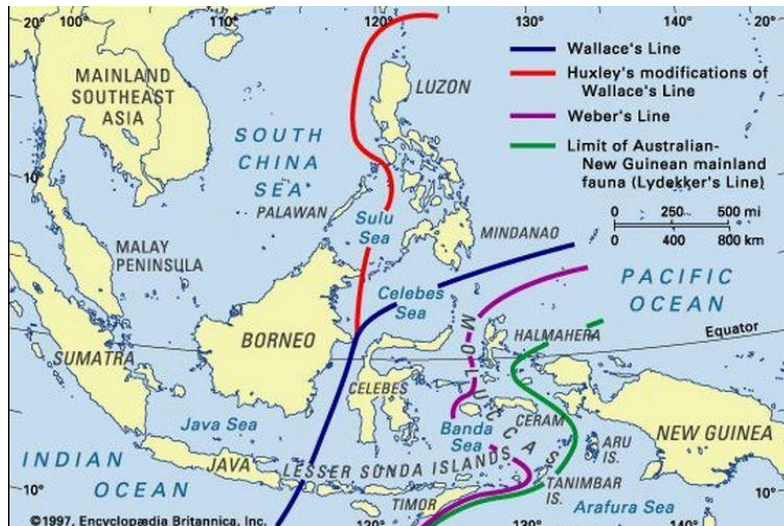 20°
110°
120°
130°
140°
20°
MAINLAND
SOUTHEAST
ASIA
LUZON
Wallace's Line
Huxley's modifications of
Wallace's Line
Weber's Line
Limit of Australian-
New Guinean mainland
fauna (Lydekker's Line)
SOUTH
CHINA
SEA
10°
PALAWAN
Sulu
Sea
0 250 500 mi
0 400 800 km
MALAY
PENINSULA
MINDANAO
PACIFIC
OCEAN
Celebes
Sea
BORNEO
MOLUCCAS
HALMAHERA
Equator
SUMATRA
CELEBES
Java Sea
CERAM
Banda
Sea
ARU
IS.
NEW GUINEA
INDIAN
OCEAN
JAVA
LESSER SONDA ISLANDS
TANIMBAR
IS.
10°
TIMOR
Arafura Sea
©1997, Encyclopædia Britannica, Inc.
120°
130°
140°